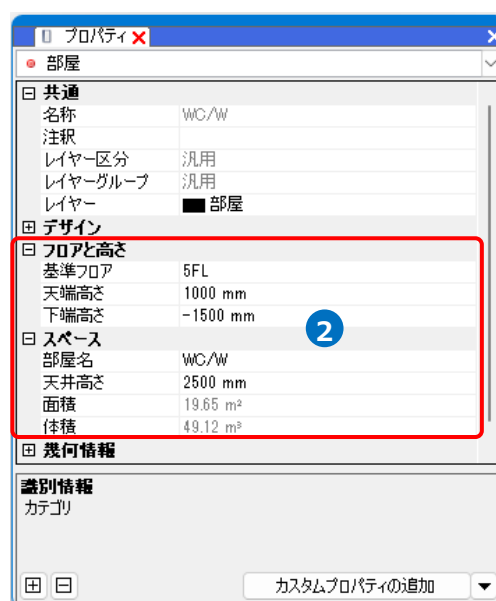 プロパティ
部屋
共通
名称 WC/W
注釈
レイヤー区分 汎用
レイヤーグループ 汎用
レイヤー 部屋
デザイン
フロアと高さ
基準フロア 5FL
天端高さ 1000 mm
下端高さ -1500 mm
2
スペース
部屋名 WC/W
天井高さ 2500 mm
面積 19.65 m²
体積 49.12 m³
幾何情報
識別情報
カテゴリ
カスタムプロパティの追加